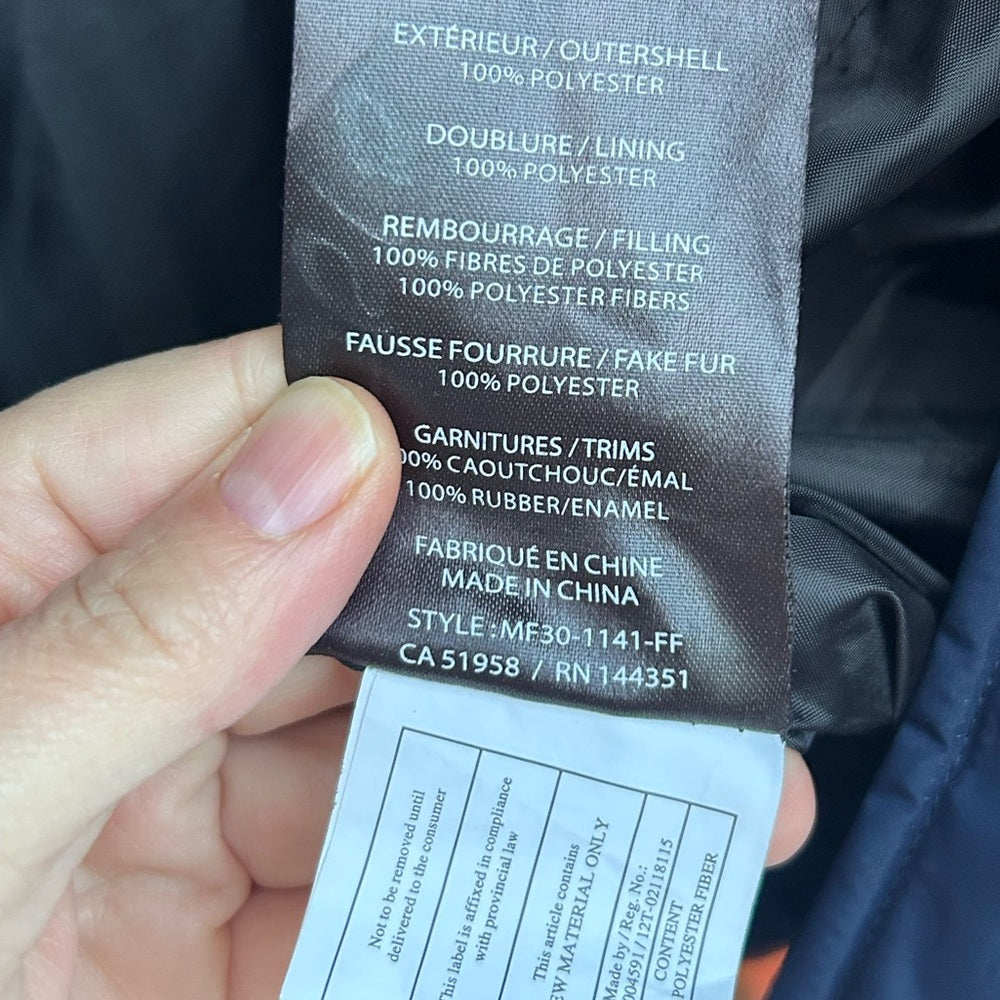 EXTÉRIEUR / OUTERSHELL
100% POLYESTER
DOUBLURE / LINING
100% POLYESTER
REMBOURRAGE / FILLING
100% FIBRES DE POLYESTER
100% POLYESTER FIBERS
FAUSSE FOURRURE / FAKE FUR
100% POLYESTER
GARNITURES / TRIMS
00% CAOUTCHOUC/ÉMAL
100% RUBBER/ENAMEL
FABRIQUÉ EN CHINE
MADE IN CHINA
STYLE : MF30-1141-FF
CA 51958 / RN 144351
Not to be removed until
delivered to the consumer
This label is affixed in compliance
with provincial law
This article contains
EW MATERIAL ONLY
Made by / Reg. No.:
004591 / 12T-02118115
CONTENT
POLYESTER FIBER